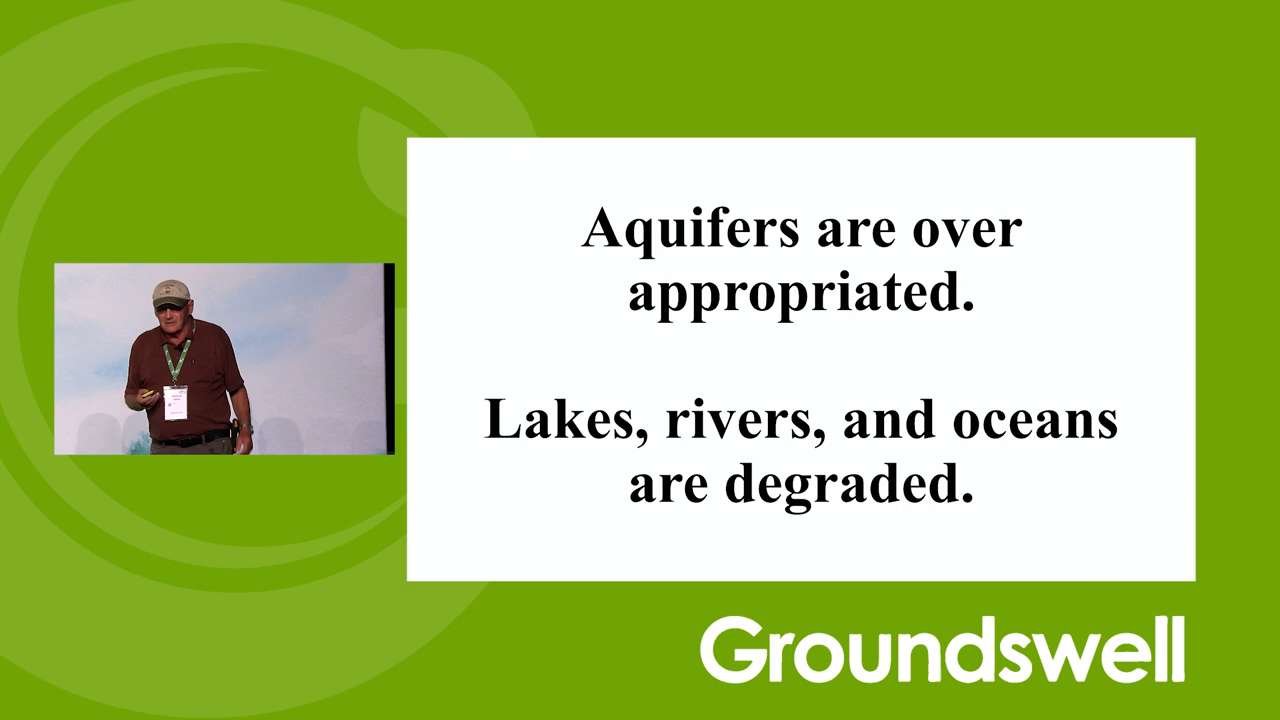 Aquifers are over
appropriated.
Lakes, rivers, and oceans
are degraded.
Groundswell